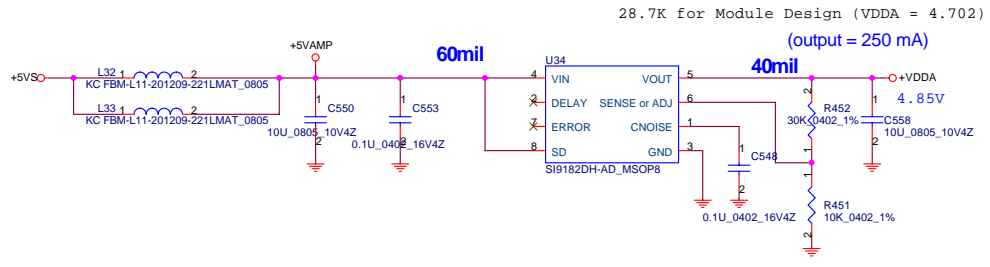 28.7K for Module Design (VDDA = 4.702)
(output = 250 mA)
+5VAMP
60mil
U34
40mil
L32 1 2
+5VS
KC FBM-L11-201209-221LMAT_0805
4 VIN VOUT 5
+VDDA
4.85V
2 DELAY SENSE or ADJ 6
L33 1 2
KC FBM-L11-201209-221LMAT_0805
1 C550
10U_0805_10V4Z
2
1 C553
0.1U_0402_16V4Z
2
7 ERROR CNOISE 1
8 SD GND 3
SI9182DH-AD_MSOP8
2 R452
30K_0402_1%
1
1 C558
10U_0805_10V4Z
2
1 C548
2
0.1U_0402_16V4Z
1 R451
10K_0402_1%
2